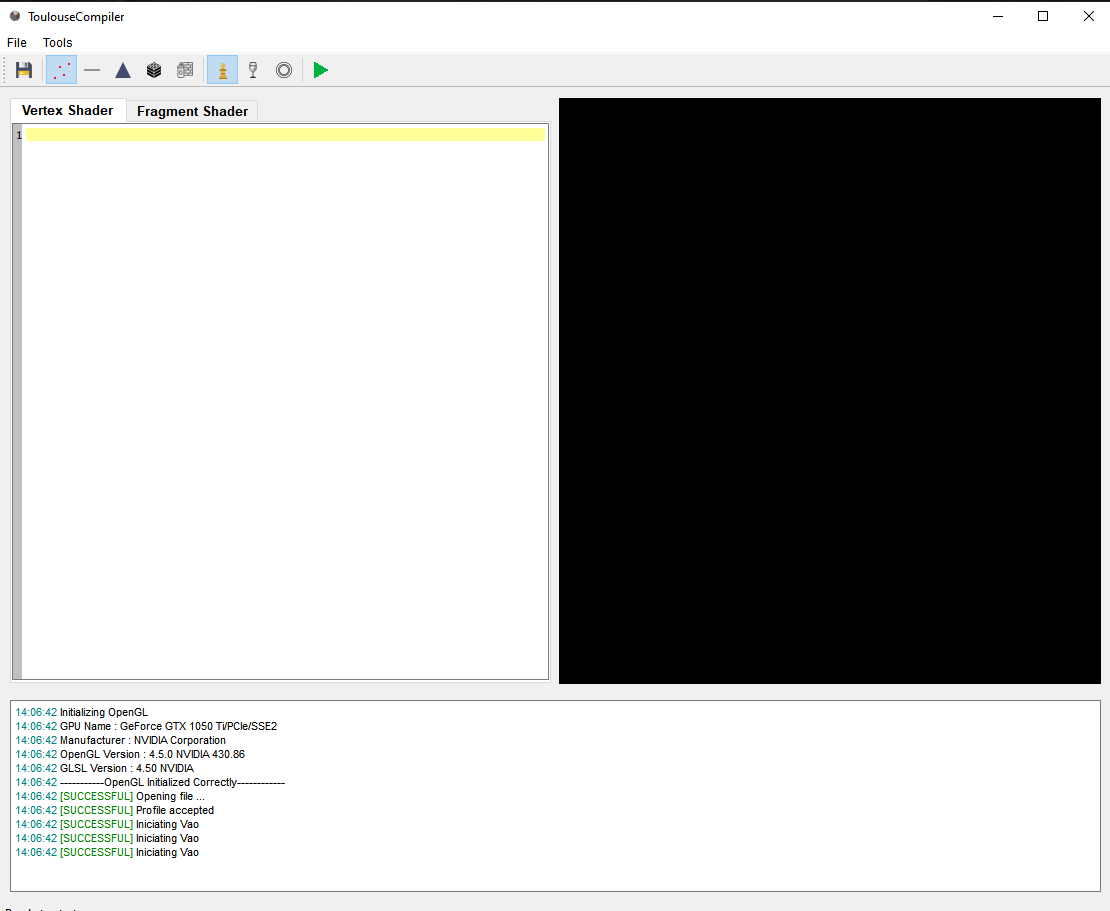 ToulouseCompiler
File Tools
Vertex Shader Fragment Shader
1
14:06:42 Initializing OpenGL
14:06:42 GPU Name : GeForce GTX 1050 Ti/PCIe/SSE2
14:06:42 Manufacturer : NVIDIA Corporation
14:06:42 OpenGL Version : 4.5.0 NVIDIA 430.86
14:06:42 GLSL Version : 4.50 NVIDIA
14:06:42 -----------OpenGL Initialized Correctly------------
14:06:42 [SUCCESSFUL] Opening file ...
14:06:42 [SUCCESSFUL] Profile accepted
14:06:42 [SUCCESSFUL] Iniciating Vao
14:06:42 [SUCCESSFUL] Iniciating Vao
14:06:42 [SUCCESSFUL] Iniciating Vao